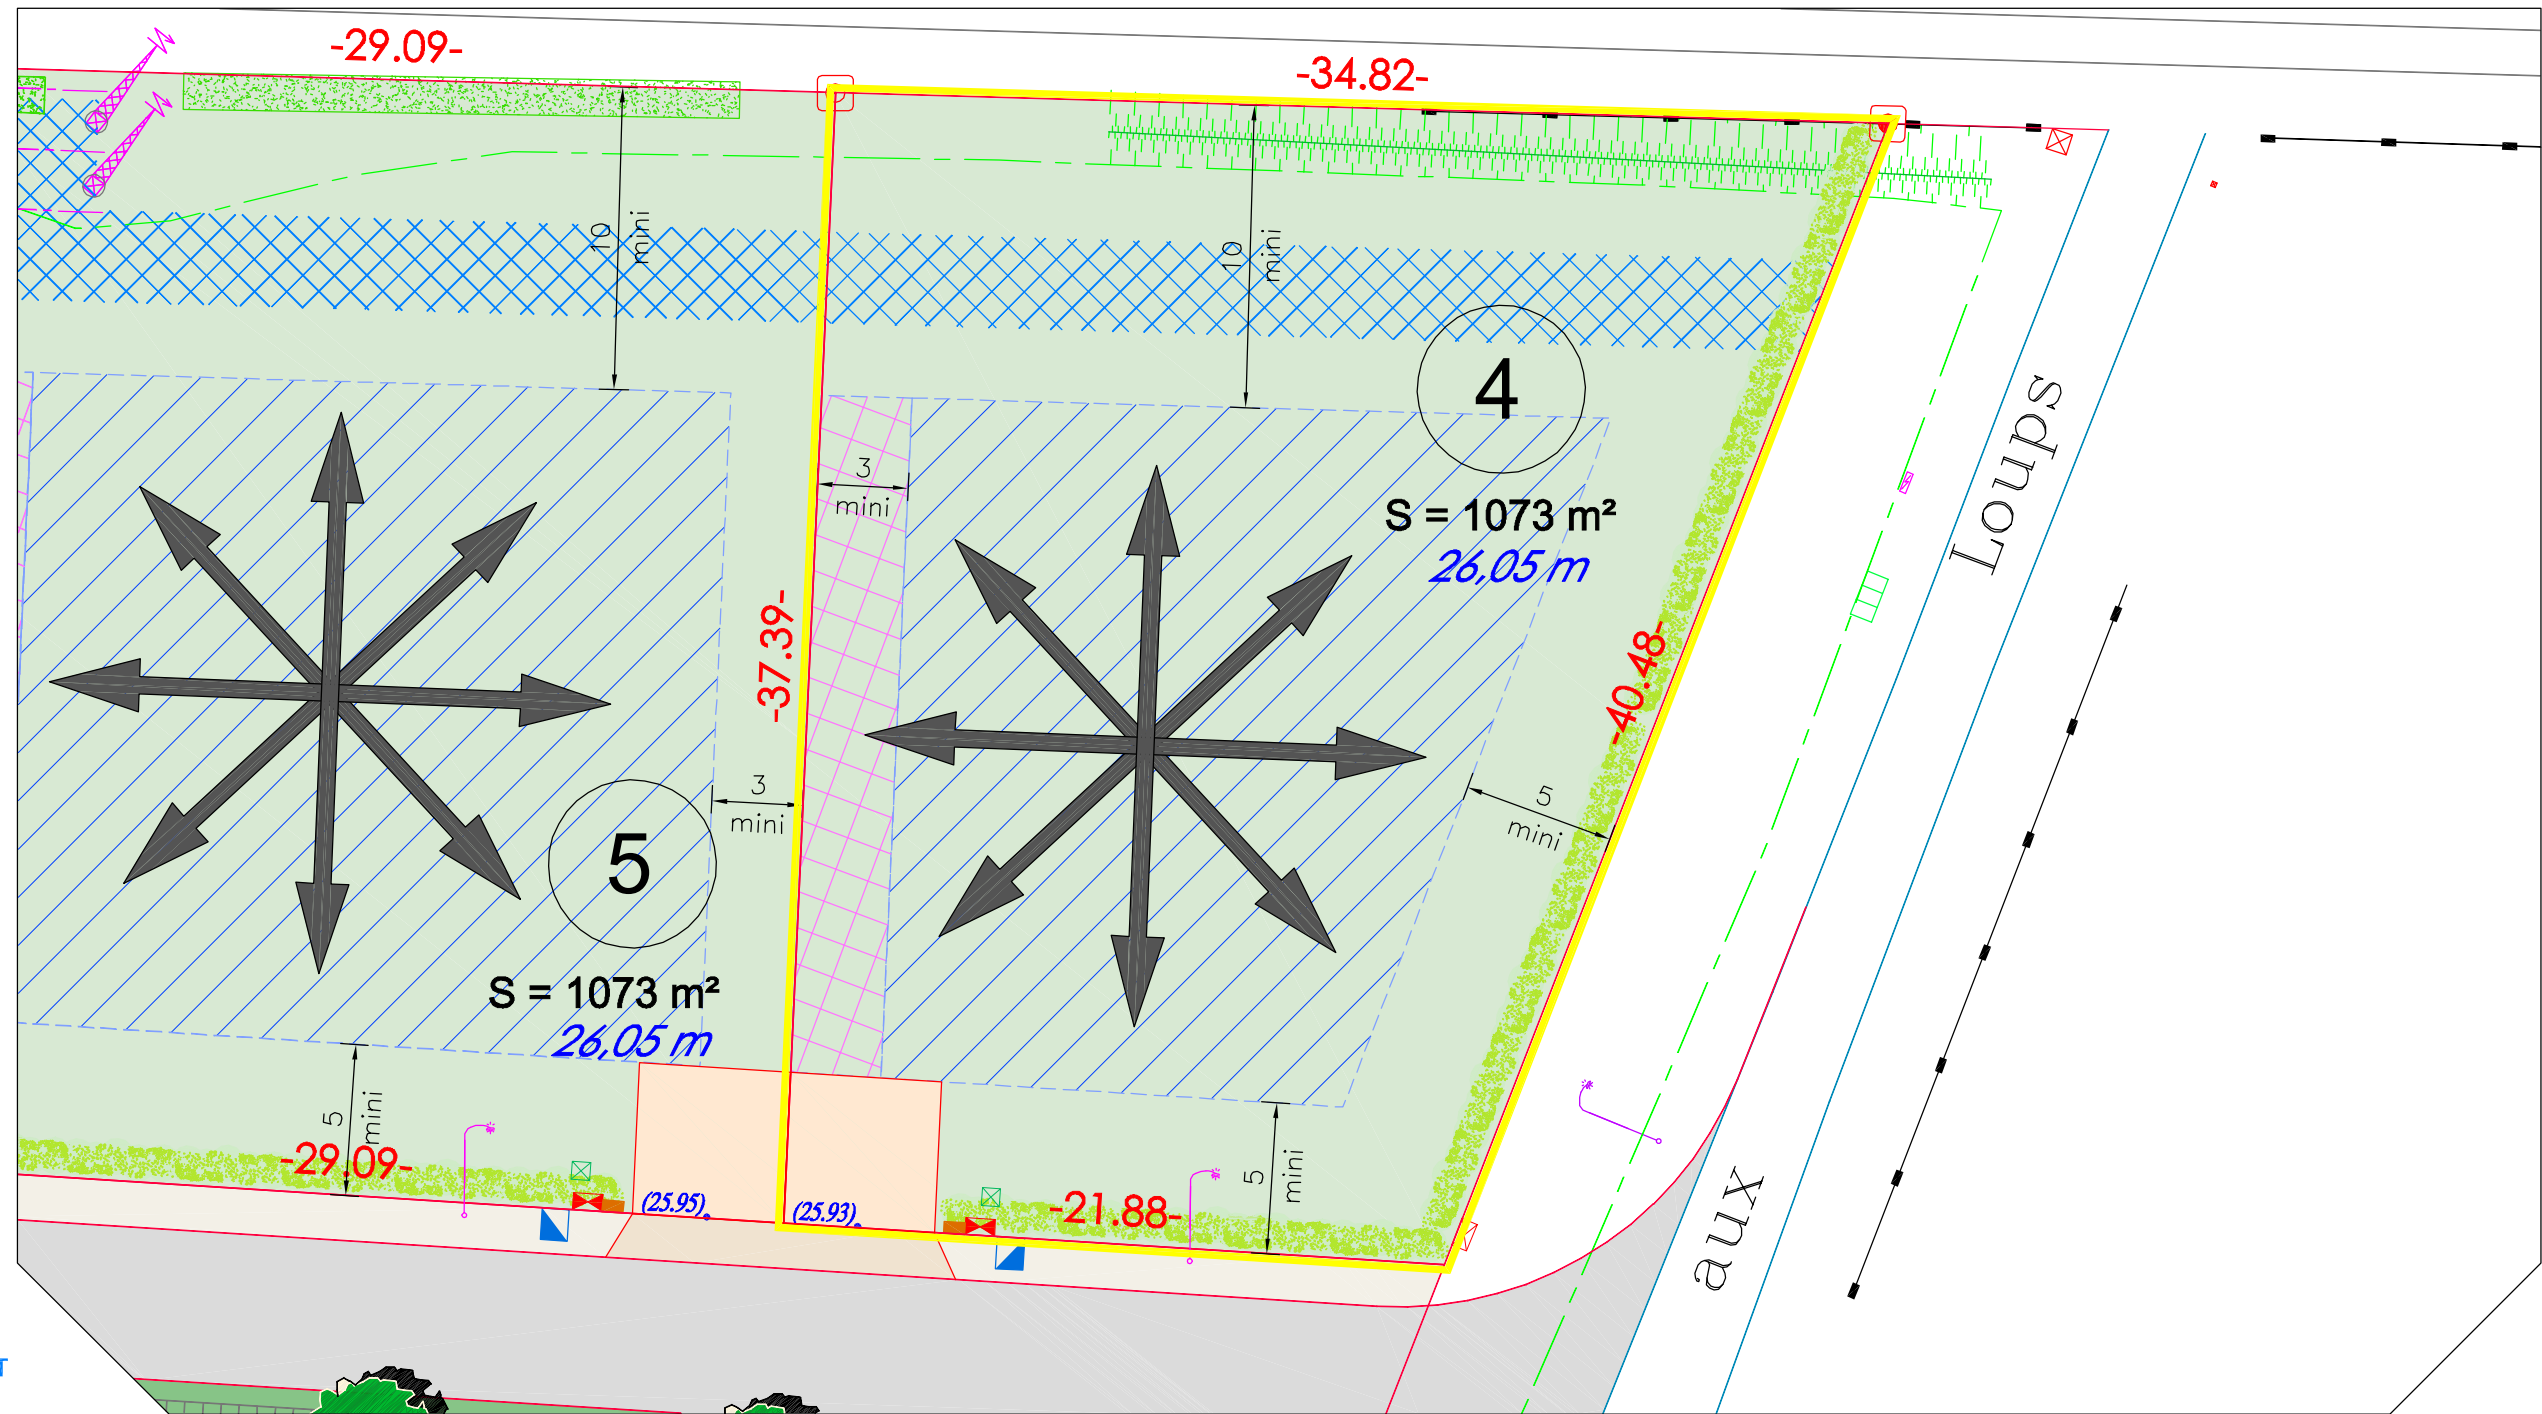 -29.09-
-34.82-
10
mini
10
mini
4
3
mini
S = 1073 m²
26,05 m
Loups
-37.39-
-40.48-
3
mini
5
mini
5
S = 1073 m²
26,05 m
5
mini
-29.09-
(25.95)
(25.93)
-21.88-
5
mini
aux